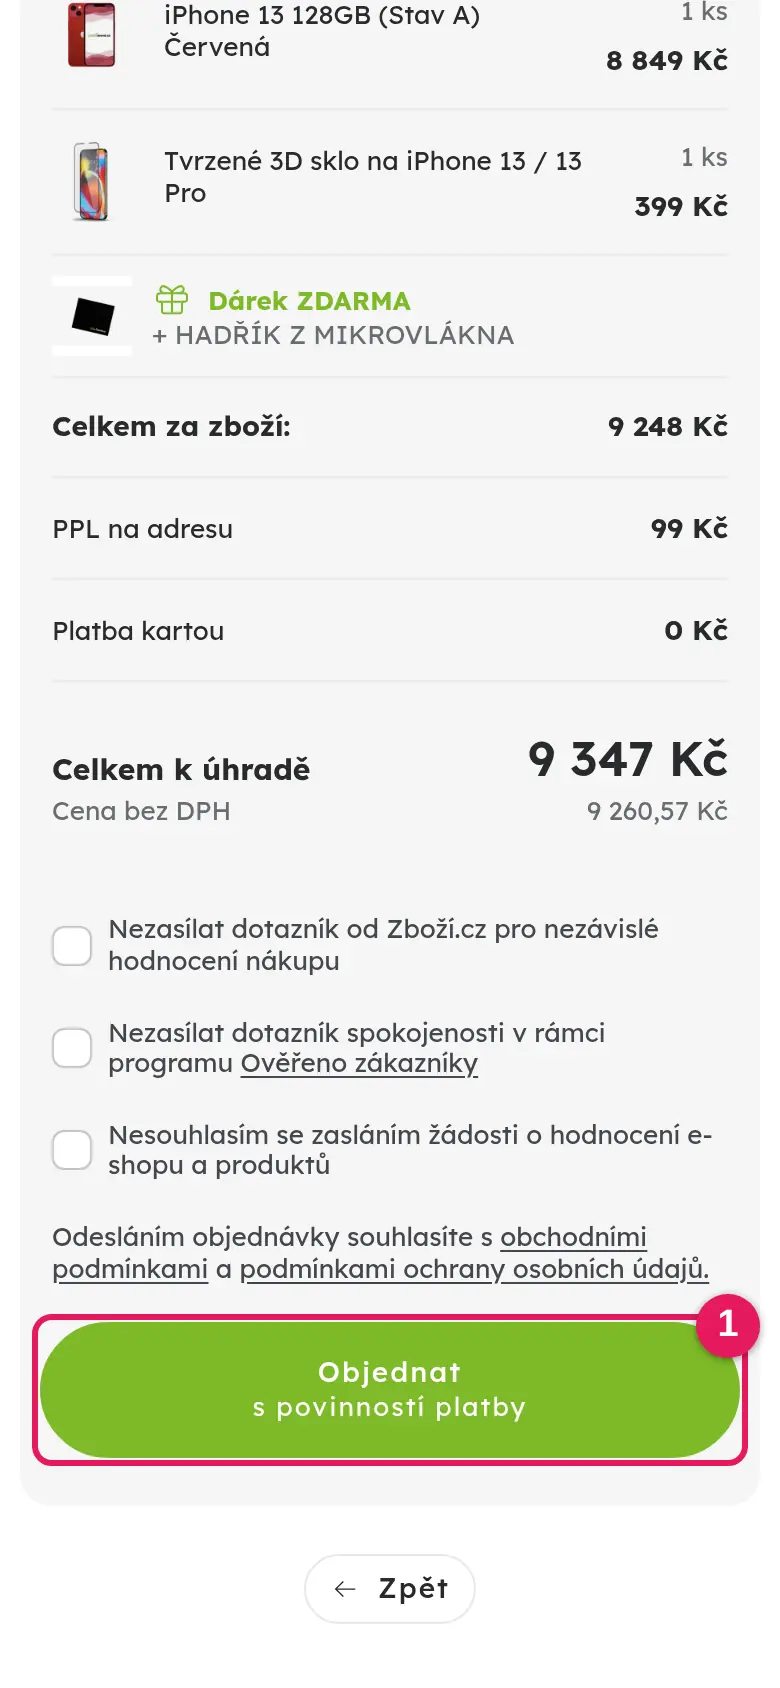 iPhone 13 128GB (Stav A)
Červená
1 ks
8 849 Kč
Tvrzené 3D sklo na iPhone 13 / 13
Pro
1 ks
399 Kč
Dárek ZDARMA
+ HADŘÍK Z MIKROVLÁKNA
Celkem za zboží:
9 248 Kč
PPL na adresu
99 Kč
Platba kartou
0 Kč
Celkem k úhradě
9 347 Kč
Cena bez DPH
9 260,57 Kč
Nezasílat dotazník od Zboží.cz pro nezávislé
hodnocení nákupu
Nezasílat dotazník spokojenosti v rámci
programu Ověřeno zákazníky
Nesouhlasím se zasláním žádosti o hodnocení e-
shopu a produktů
Odesláním objednávky souhlasíte s obchodními
podmínkami a podmínkami ochrany osobních údajů.
1
Objednat
s povinností platby
← Zpět